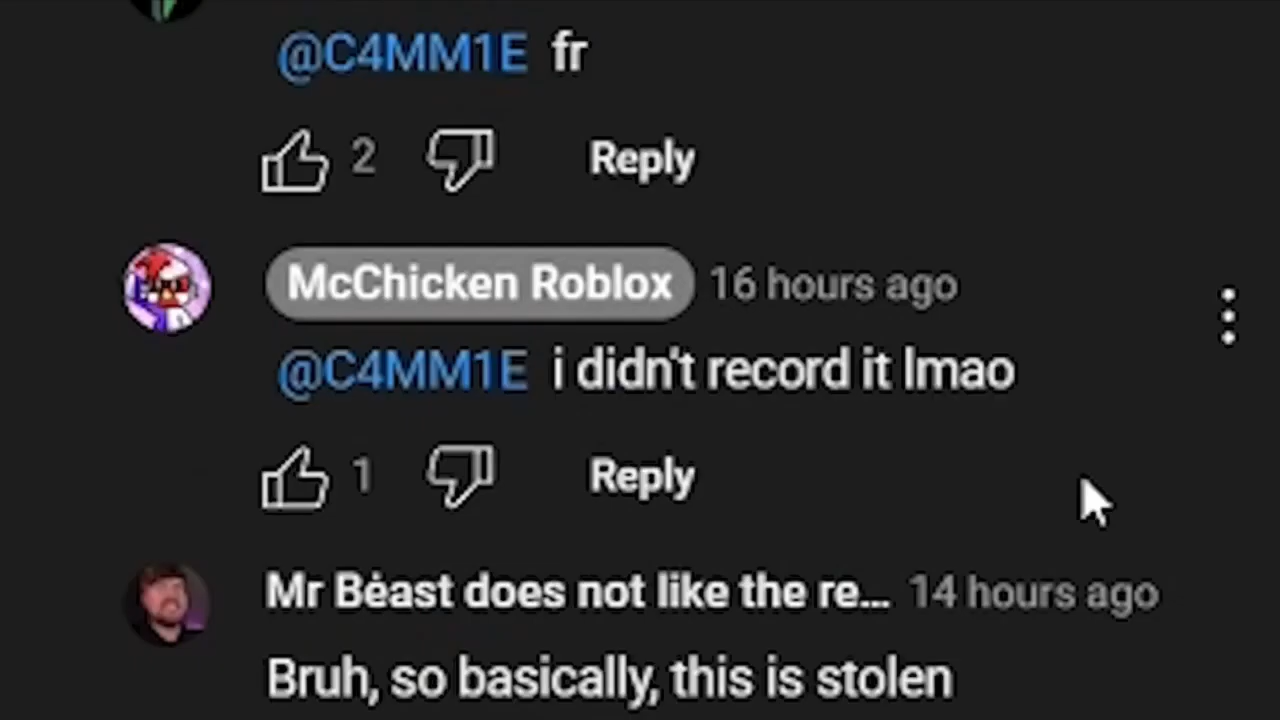 @C4MM1E fr
2 Reply
McChicken Roblox 16 hours ago
@C4MM1E i didn't record it lmao
1 Reply
Mr Bėast does not like the re... 14 hours ago
Bruh, so basically, this is stolen